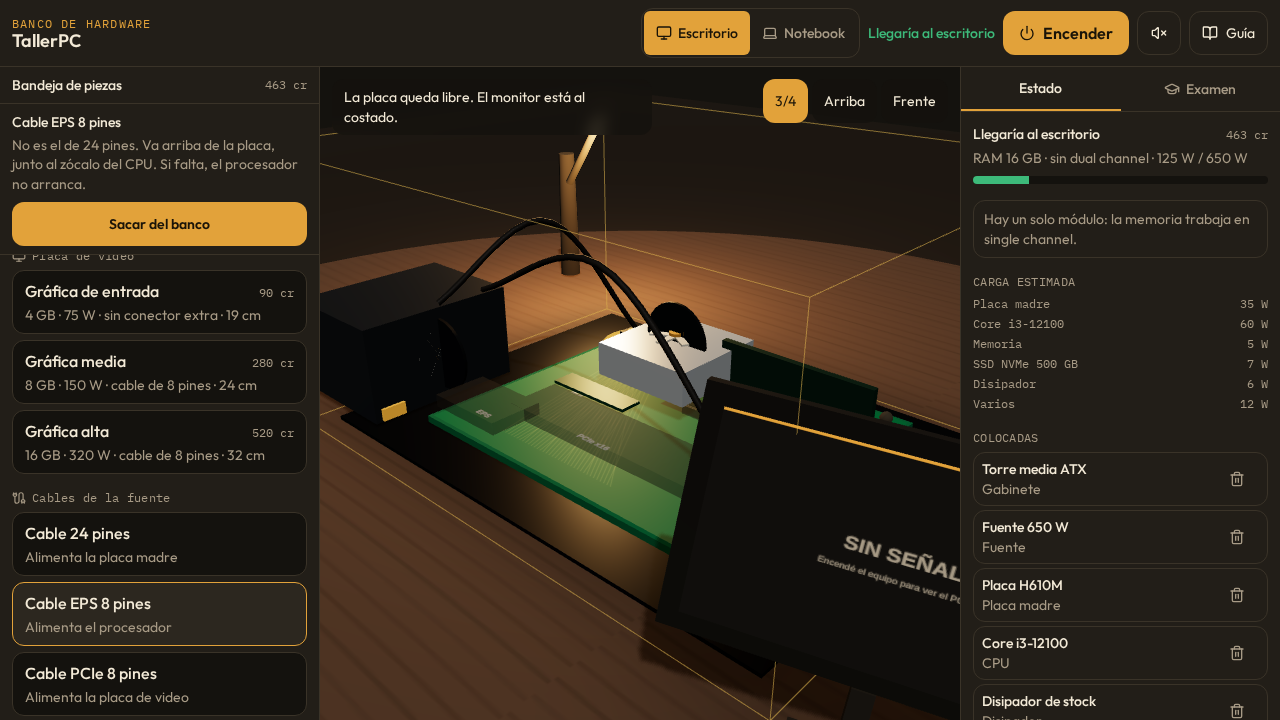 BANCO DE HARDWARE
TallerPC
Escritorio
Notebook
Llegaría al escritorio
Encender
Guía
Bandeja de piezas
463 cr
Cable EPS 8 pines
No es el de 24 pines. Va arriba de la placa,
junto al zócalo del CPU. Si falta, el procesador
no arranca.
Sacar del banco
Placa de video
Gráfica de entrada
90 cr
4 GB · 75 W · sin conector extra · 19 cm
Gráfica media
280 cr
8 GB · 150 W · cable de 8 pines · 24 cm
Gráfica alta
520 cr
16 GB · 320 W · cable de 8 pines · 32 cm
Cables de la fuente
Cable 24 pines
Alimenta la placa madre
Cable EPS 8 pines
Alimenta el procesador
Cable PCIe 8 pines
Alimenta la placa de video
La placa queda libre. El monitor está al
costado.
3/4
Arriba
Frente
EPS
PCIe x16
SIN SEÑAL
Encendé el equipo para ver el
Estado
Examen
Llegaría al escritorio
463 cr
RAM 16 GB · sin dual channel · 125 W / 650 W
Hay un solo módulo: la memoria trabaja en
single channel.
CARGA ESTIMADA
Placa madre
35 W
Core i3-12100
60 W
Memoria
5 W
SSD NVMe 500 GB
7 W
Disipador
6 W
Varios
12 W
COLOCADAS
Torre media ATX
Gabinete
Fuente 650 W
Fuente
Placa H610M
Placa madre
Core i3-12100
CPU
Disipador de stock
Disipador